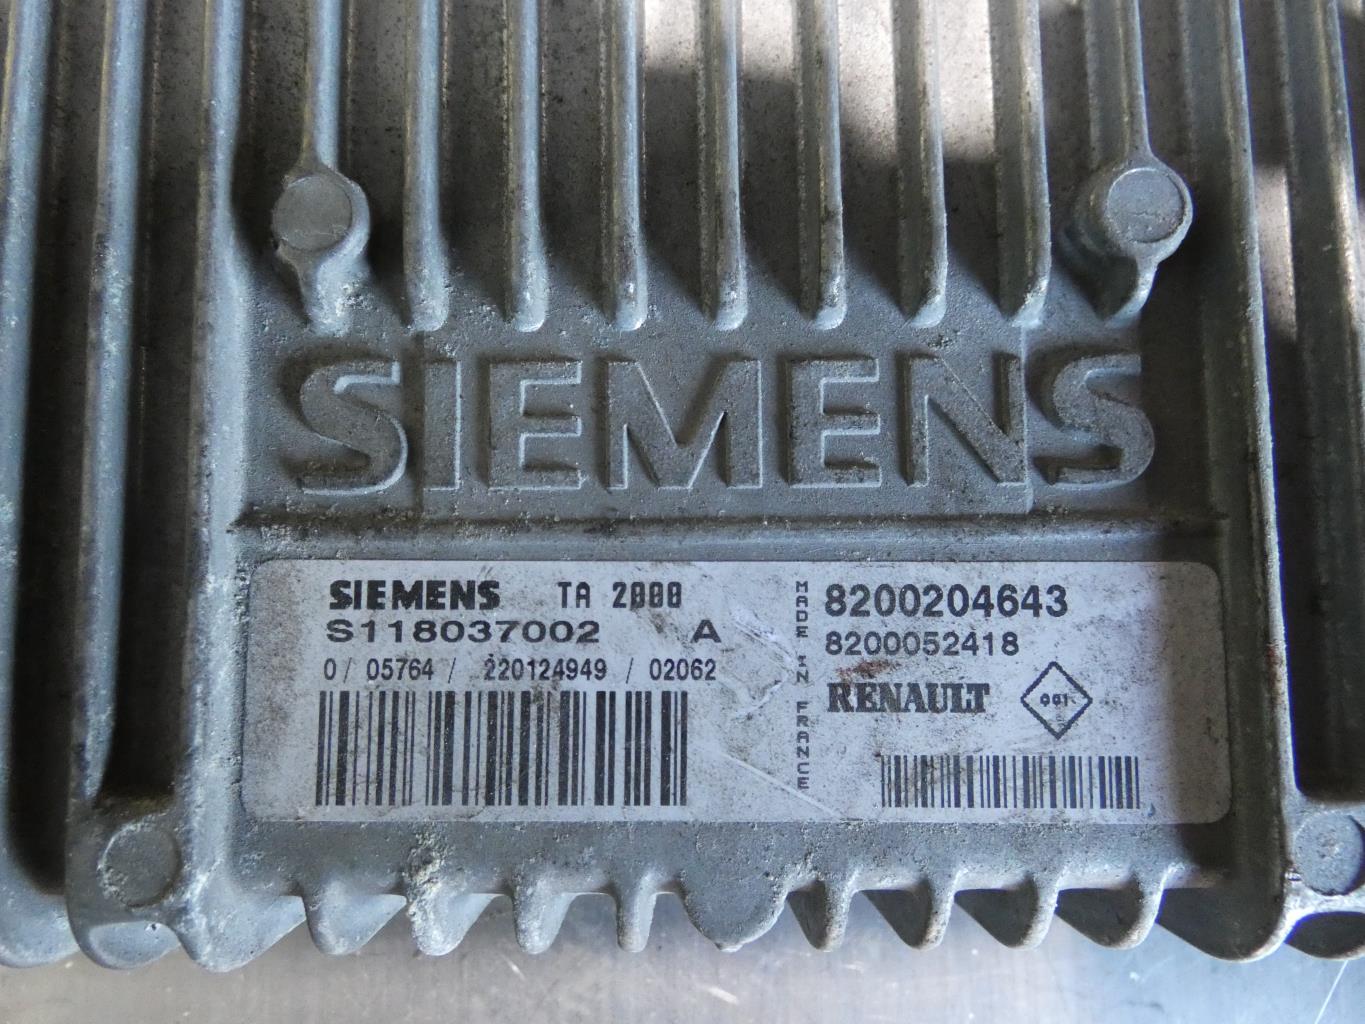 SIEMENS
SIEMENS TA 2000
S118037002 A
0/ 05764 / 220124949 / 02062
MADE IN FRANCE
8200204643
8200052418
RENAULT